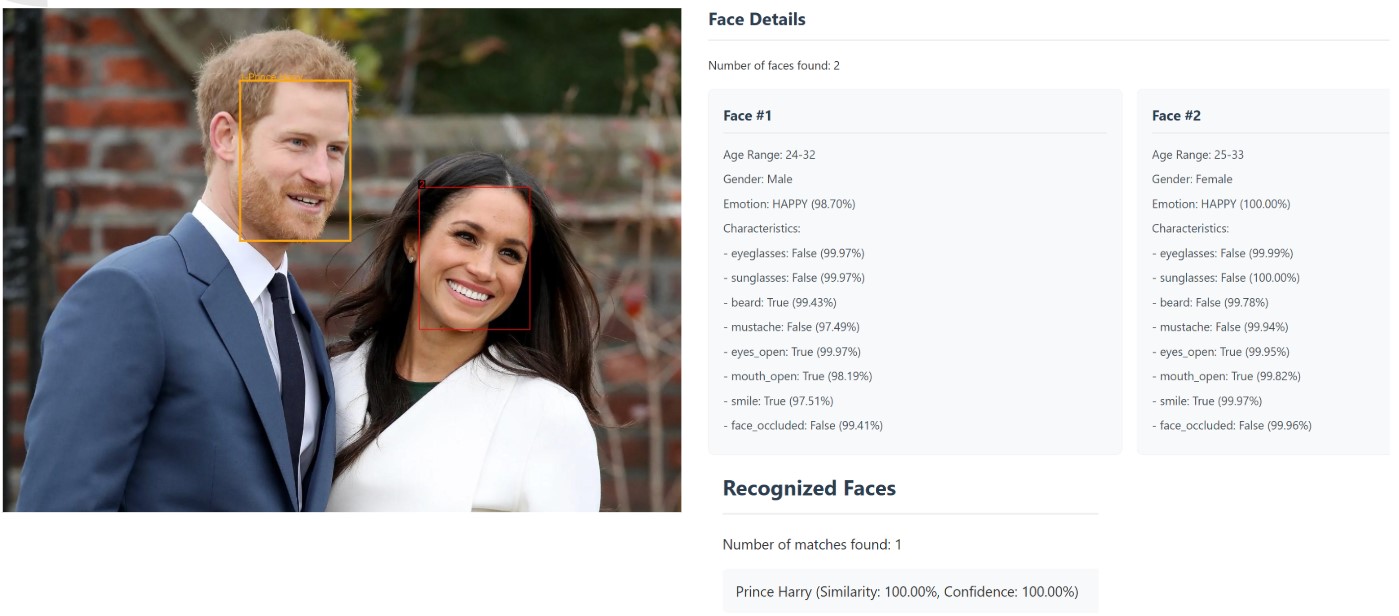 Prince Harry
2
Face Details
Number of faces found: 2
Face #1
Age Range: 24-32
Gender: Male
Emotion: HAPPY (98.70%)
Characteristics:
- eyeglasses: False (99.97%)
- sunglasses: False (99.97%)
- beard: True (99.43%)
- mustache: False (97.49%)
- eyes_open: True (99.97%)
- mouth_open: True (98.19%)
- smile: True (97.51%)
- face_occluded: False (99.41%)
Face #2
Age Range: 25-33
Gender: Female
Emotion: HAPPY (100.00%)
Characteristics:
- eyeglasses: False (99.99%)
- sunglasses: False (100.00%)
- beard: False (99.78%)
- mustache: False (99.94%)
- eyes_open: True (99.95%)
- mouth_open: True (99.82%)
- smile: True (99.97%)
- face_occluded: False (99.96%)
Recognized Faces
Number of matches found: 1
Prince Harry (Similarity: 100.00%, Confidence: 100.00%)